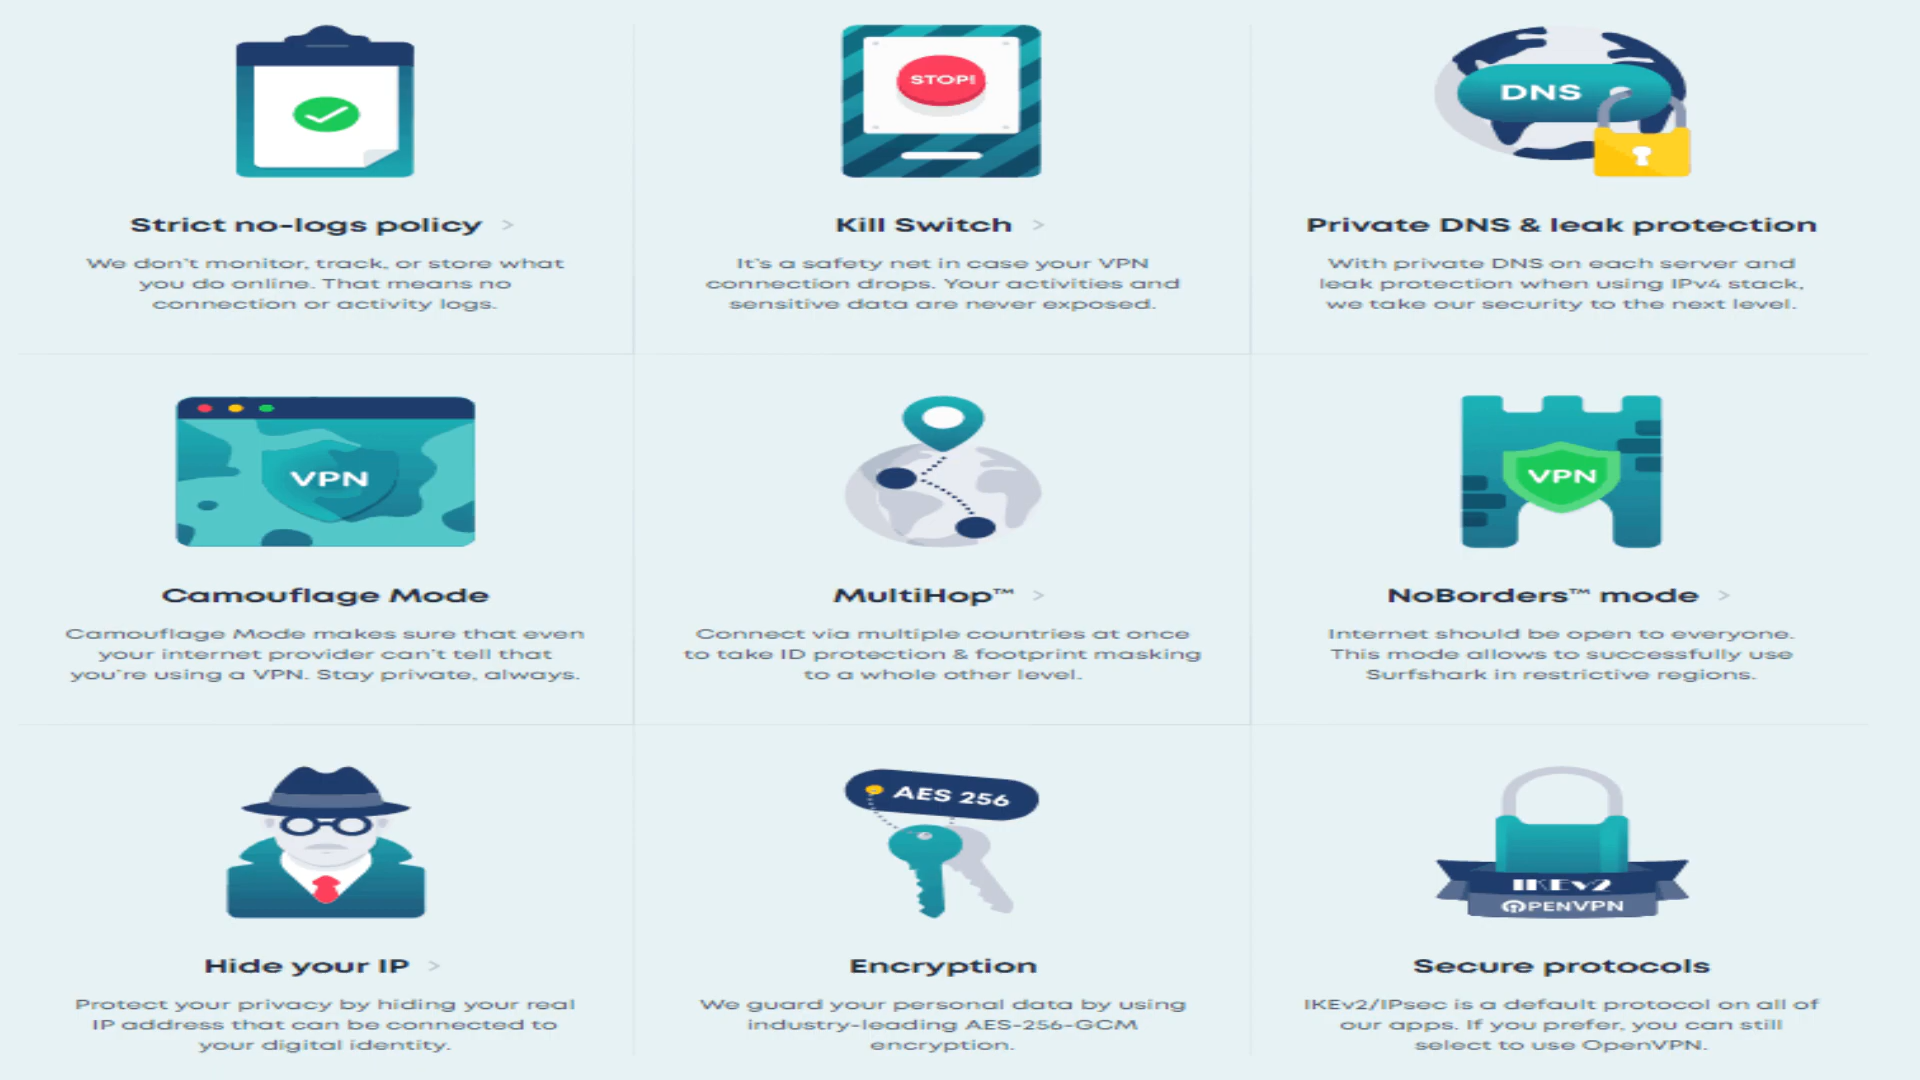 STOP!
DNS
Strict no-logs policy >
We don't monitor, track, or store what
you do online. That means no
connection or activity logs.
Kill Switch >
It's a safety net in case your VPN
connection drops. Your activities and
sensitive data are never exposed.
Private DNS & leak protection
With private DNS on each server and
leak protection when using IPv4 stack,
we take our security to the next level.
VPN
VPN
Camouflage Mode
Camouflage Mode makes sure that even
your internet provider can't tell that
you're using a VPN. Stay private, always.
MultiHop™ >
Connect via multiple countries at once
to take ID protection & footprint masking
to a whole other level.
NoBorders™ mode >
Internet should be open to everyone.
This mode allows to successfully use
Surfshark in restrictive regions.
AES 256
IKEv2
OPENVPN
Hide your IP >
Protect your privacy by hiding your real
IP address that can be connected to
your digital identity.
Encryption
We guard your personal data by using
industry-leading AES-256-GCM
encryption.
Secure protocols
IKEv2/IPsec is a default protocol on all of
our apps. If you prefer, you can still
select to use OpenVPN.